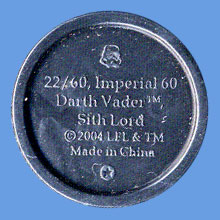 22/60, Imperial 60
Darth Vader™
Sith Lord
©2004 LFL & TM
Made in China